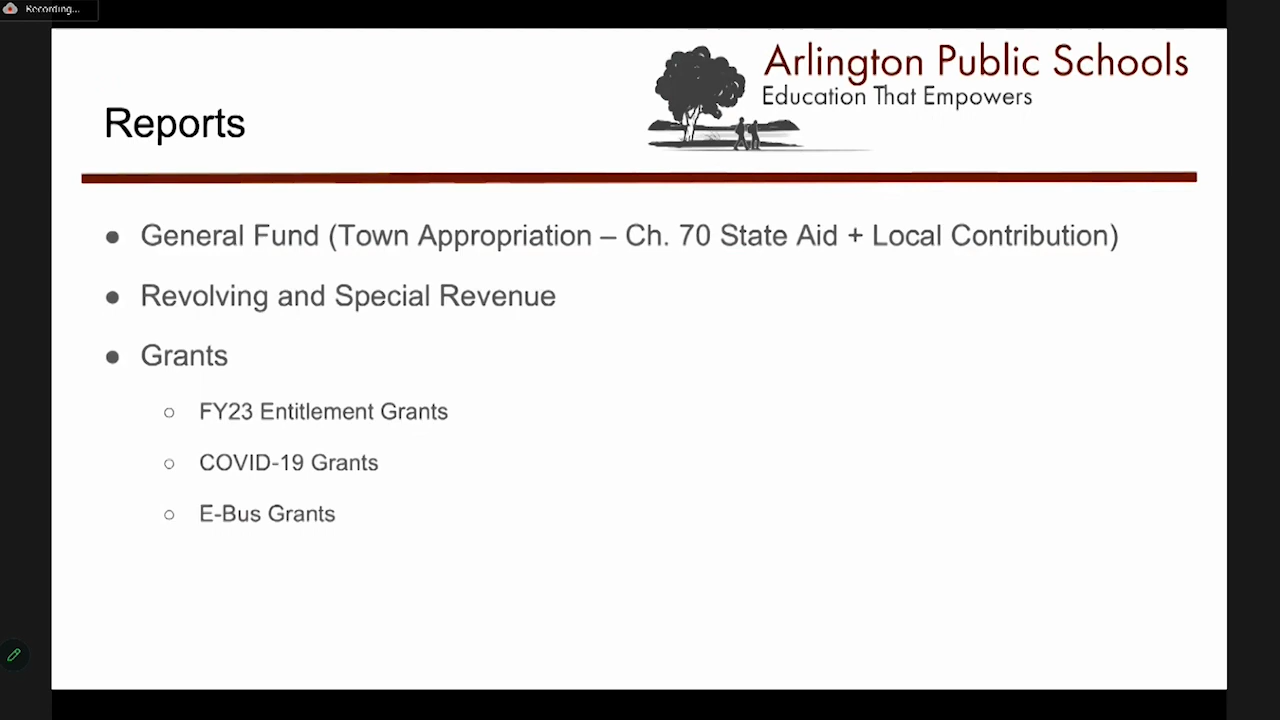 Recording...
Arlington Public Schools
Education That Empowers
Reports
● General Fund (Town Appropriation – Ch. 70 State Aid + Local Contribution)
● Revolving and Special Revenue
● Grants
○ FY23 Entitlement Grants
○ COVID-19 Grants
○ E-Bus Grants